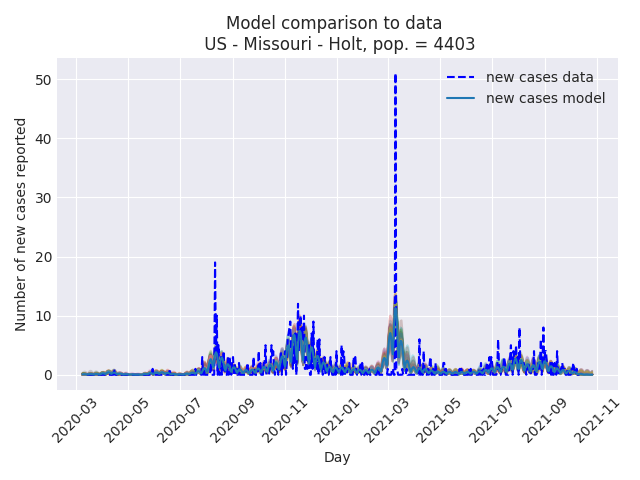 Model comparison to data
US - Missouri - Holt, pop. = 4403
new cases data
new cases model
Number of new cases reported
50
40
30
20
10
0
2020-03
2020-05
2020-07
2020-09
2020-11
2021-01
2021-03
2021-05
2021-07
2021-09
2021-11
Day